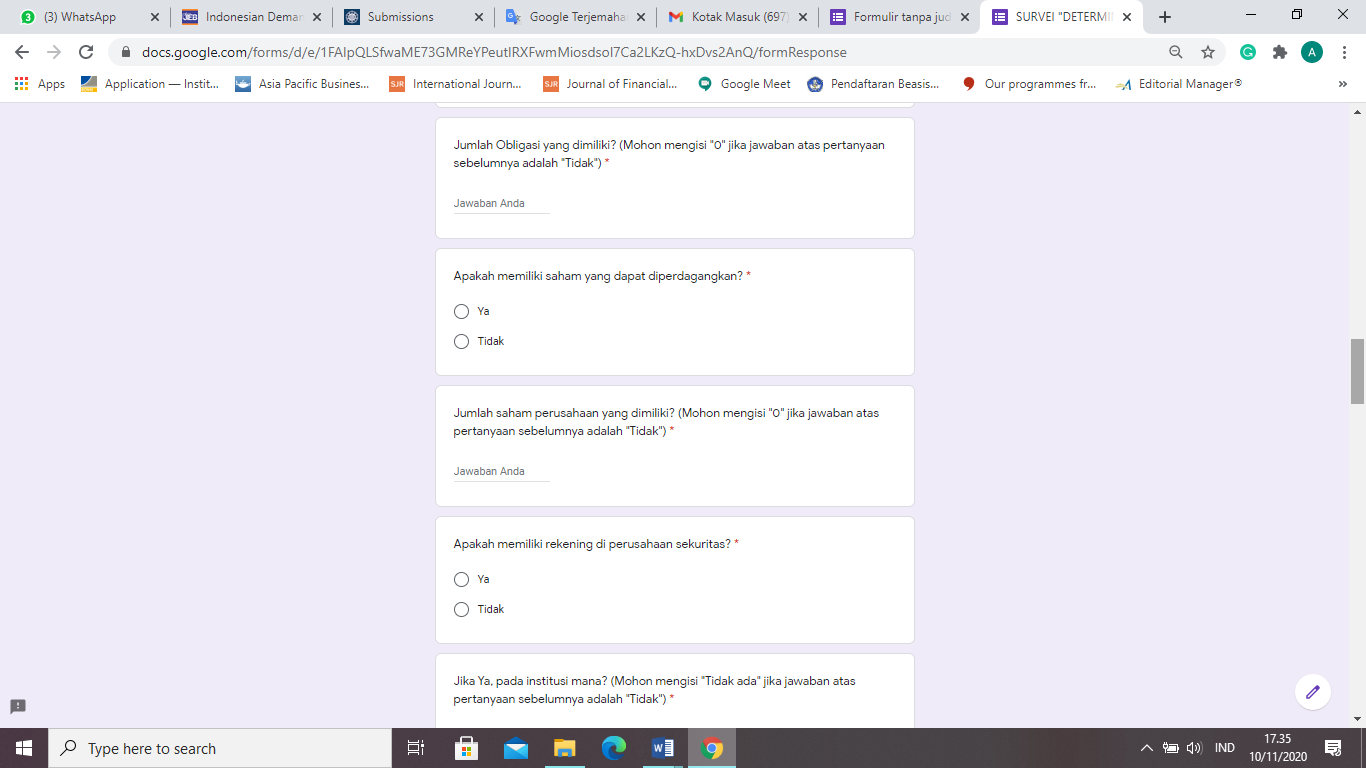 (3) WhatsApp
Indonesian Deman
Submissions
Google Terjemaha
Kotak Masuk (697)
Formulir tanpa jud
SURVEI "DETERMI
docs.google.com/forms/d/e/1FAIpQLSfwaME73GMReYPeutlRXFwmMiosdsol7Ca2LKzQ-hxDvs2AnQ/formResponse
A
Apps
Application — Instit...
Asia Pacific Busines...
SJR International Journ...
SJR Journal of Financial...
Google Meet
Pendaftaran Beasis...
Our programmes fr...
Editorial Manager®
»
Jumlah Obligasi yang dimiliki? (Mohon mengisi "0" jika jawaban atas pertanyaan
sebelumnya adalah "Tidak") *
Jawaban Anda
Apakah memiliki saham yang dapat diperdagangkan? *
Ya
Tidak
Jumlah saham perusahaan yang dimiliki? (Mohon mengisi "0" jika jawaban atas
pertanyaan sebelumnya adalah "Tidak") *
Jawaban Anda
Apakah memiliki rekening di perusahaan sekuritas? *
Ya
Tidak
Jika Ya, pada institusi mana? (Mohon mengisi "Tidak ada" jika jawaban atas
pertanyaan sebelumnya adalah "Tidak") *
Type here to search
IND
17.35
10/11/2020